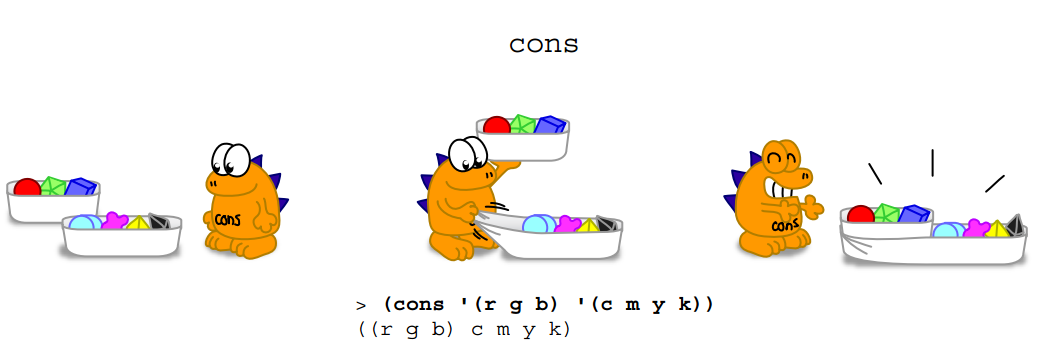 cons
cons
cons
> (cons '(r g b) '(c m y k))
((r g b) c m y k)